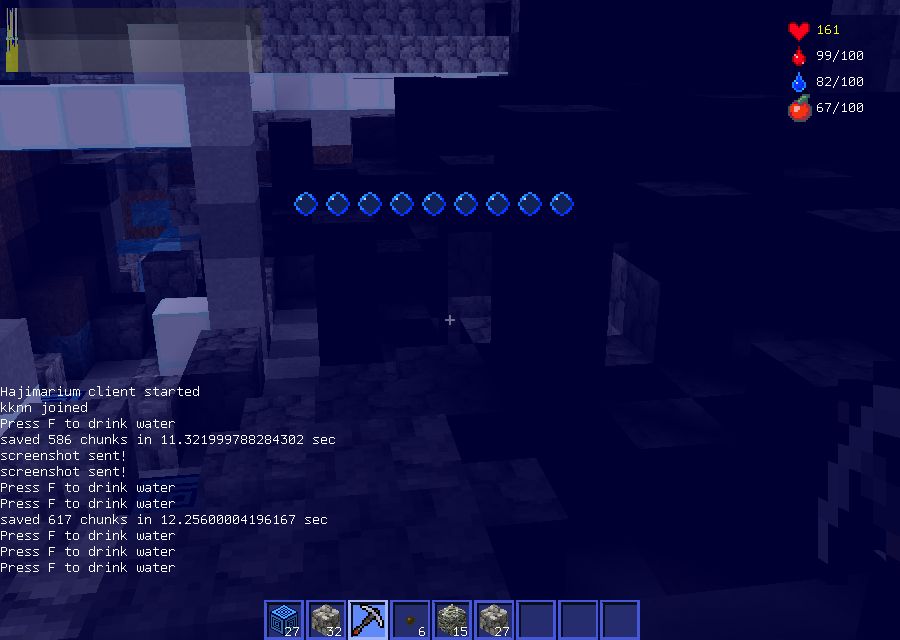 161
99/100
82/100
67/100
Hajimarium client started
kknn joined
Press F to drink water
saved 586 chunks in 11.321999788284302 sec
screenshot sent!
screenshot sent!
Press F to drink water
Press F to drink water
saved 617 chunks in 12.25600004196167 sec
Press F to drink water
Press F to drink water
Press F to drink water
27 32 6 15 27